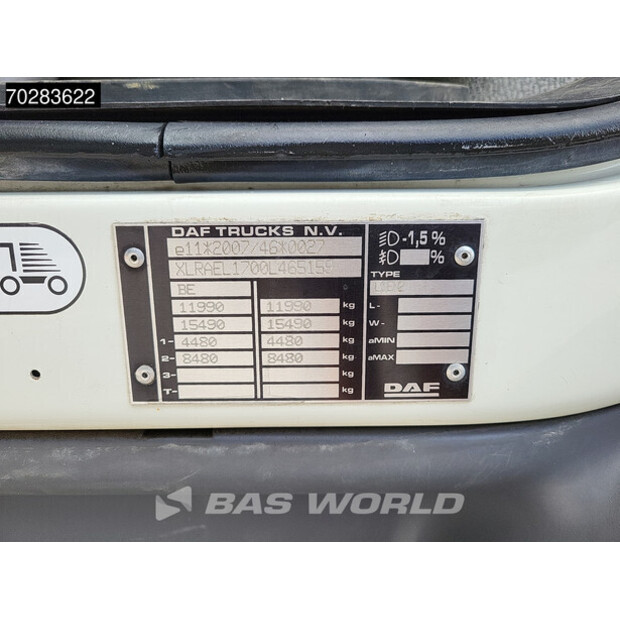 70283622
DAF TRUCKS N.V.
e11*2007/46*0027
BE
11990 11990 kg
15490 15490 kg
1- 4480 4480 kg
2- 8480 8480 kg
3- kg
T- kg
-1,5%
%
TYPE
L-
W-
aMIN
aMAX
DAF
BAS WORLD